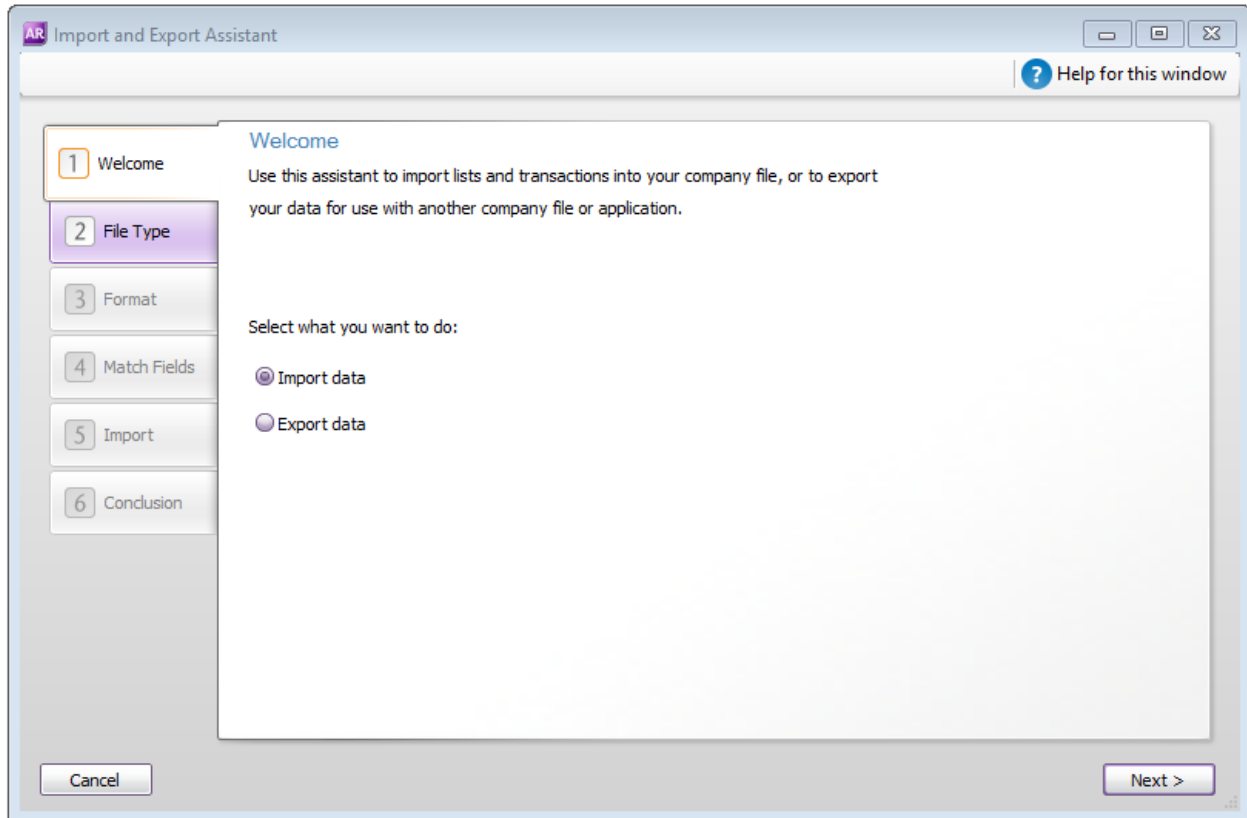 AR Import and Export Assistant
? Help for this window
1 Welcome
2 File Type
3 Format
4 Match Fields
5 Import
6 Conclusion
Welcome
Use this assistant to import lists and transactions into your company file, or to export
your data for use with another company file or application.
Select what you want to do:
Import data
Export data
Cancel
Next >